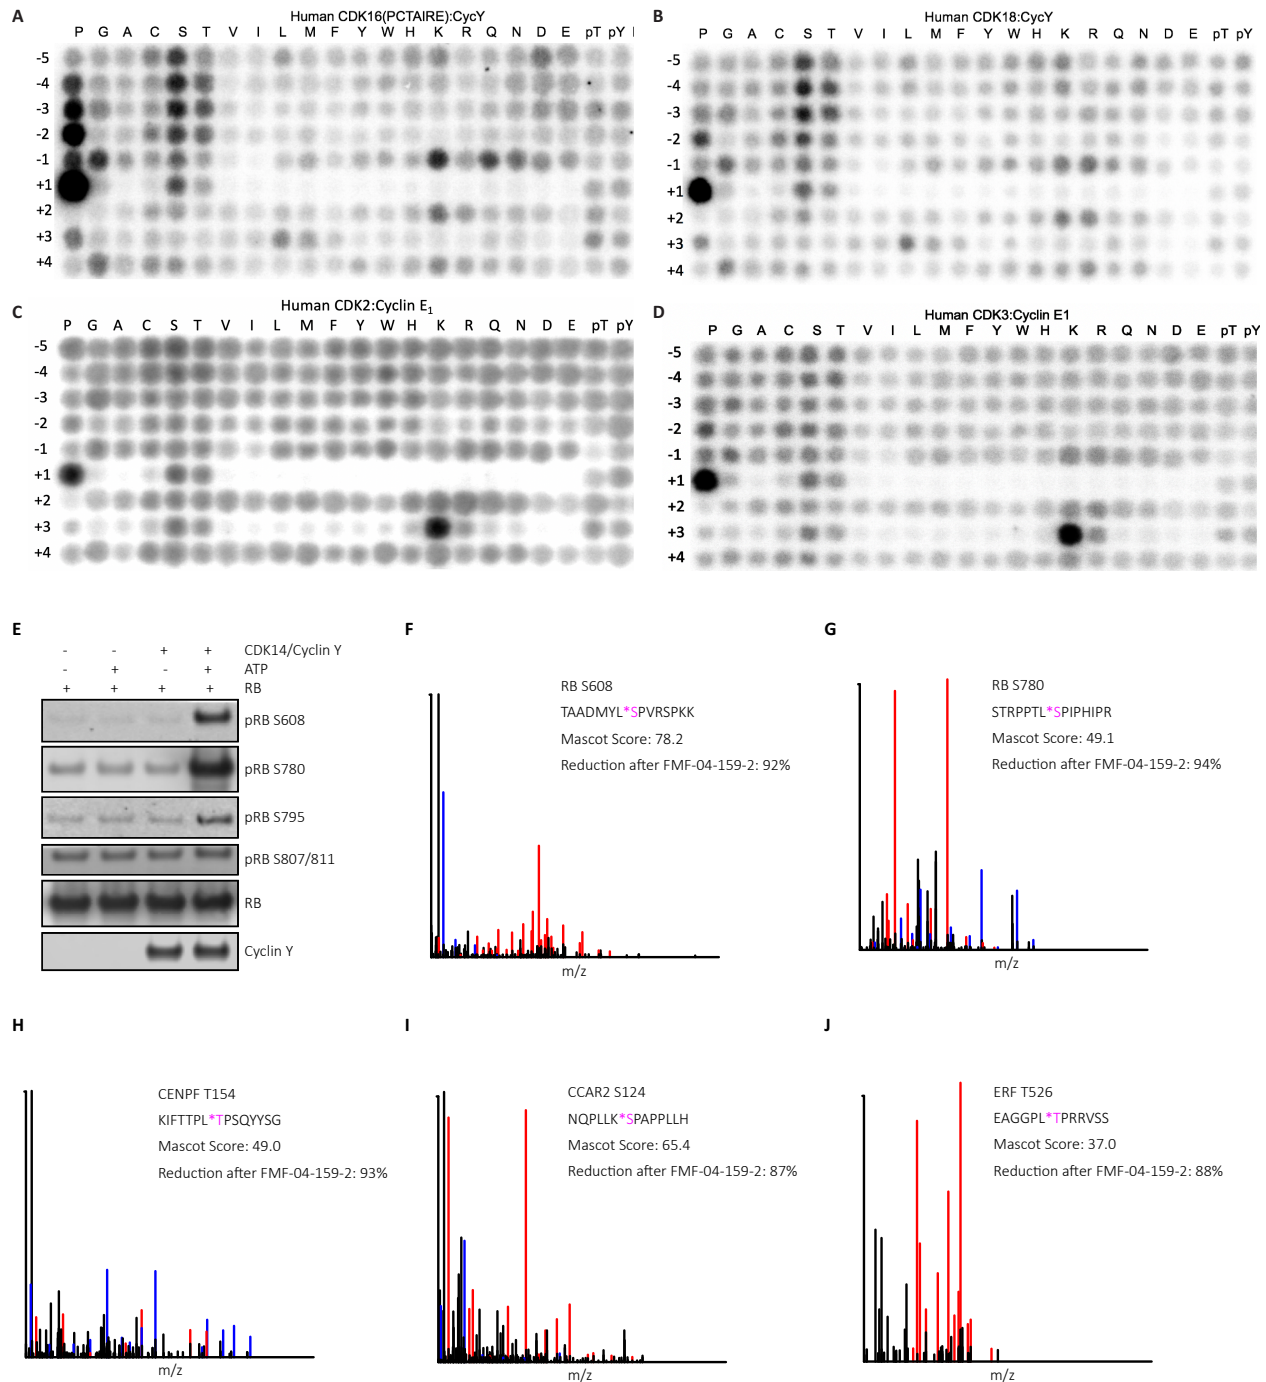 A
Human CDK16(PCTAIRE):CycY
P G A C S T V I L M F Y W H K R Q N D E pT pY
-5
-4
-3
-2
-1
+1
+2
+3
+4
B
Human CDK18:CycY
P G A C S T V I L M F Y W H K R Q N D E pT pY
-5
-4
-3
-2
-1
+1
+2
+3
+4
C
Human CDK2:Cyclin E1
P G A C S T V I L M F Y W H K R Q N D E pT pY
-5
-4
-3
-2
-1
+1
+2
+3
+4
D
Human CDK3:Cyclin E1
P G A C S T V I L M F Y W H K R Q N D E pT pY
-5
-4
-3
-2
-1
+1
+2
+3
+4
E
- - + + CDK14/Cyclin Y
- + - + ATP
+ + + + RB
pRB S608
pRB S780
pRB S795
pRB S807/811
RB
Cyclin Y
F
RB S608
TAADMYL*SPVRSPKK
Mascot Score: 78.2
Reduction after FMF-04-159-2: 92%
m/z
G
RB S780
STRPPTL*SPIPHIPR
Mascot Score: 49.1
Reduction after FMF-04-159-2: 94%
m/z
H
CENPF T154
KIFTTPL*TPSQYYSG
Mascot Score: 49.0
Reduction after FMF-04-159-2: 93%
m/z
I
CCAR2 S124
NQPLLK*SPAPPLLH
Mascot Score: 65.4
Reduction after FMF-04-159-2: 87%
m/z
J
ERF T526
EAGGPL*TPRRVSS
Mascot Score: 37.0
Reduction after FMF-04-159-2: 88%
m/z